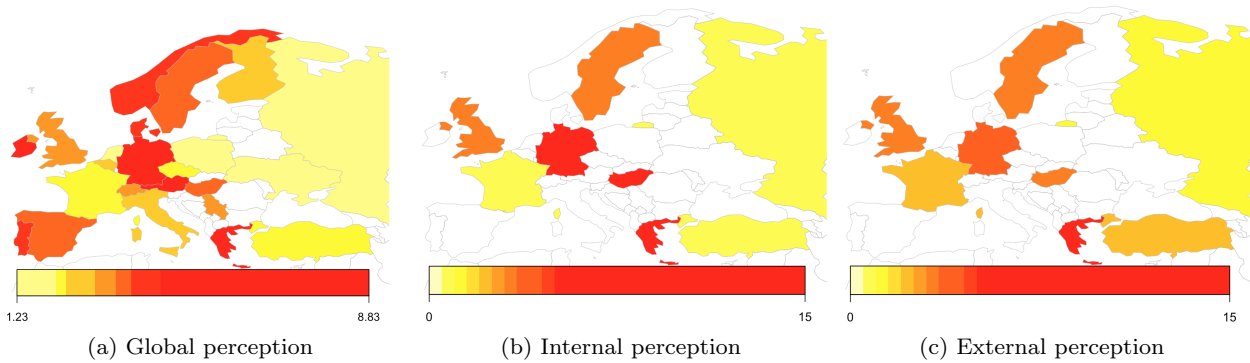 1.23 8.83
(a) Global perception
0 15
(b) Internal perception
0 15
(c) External perception